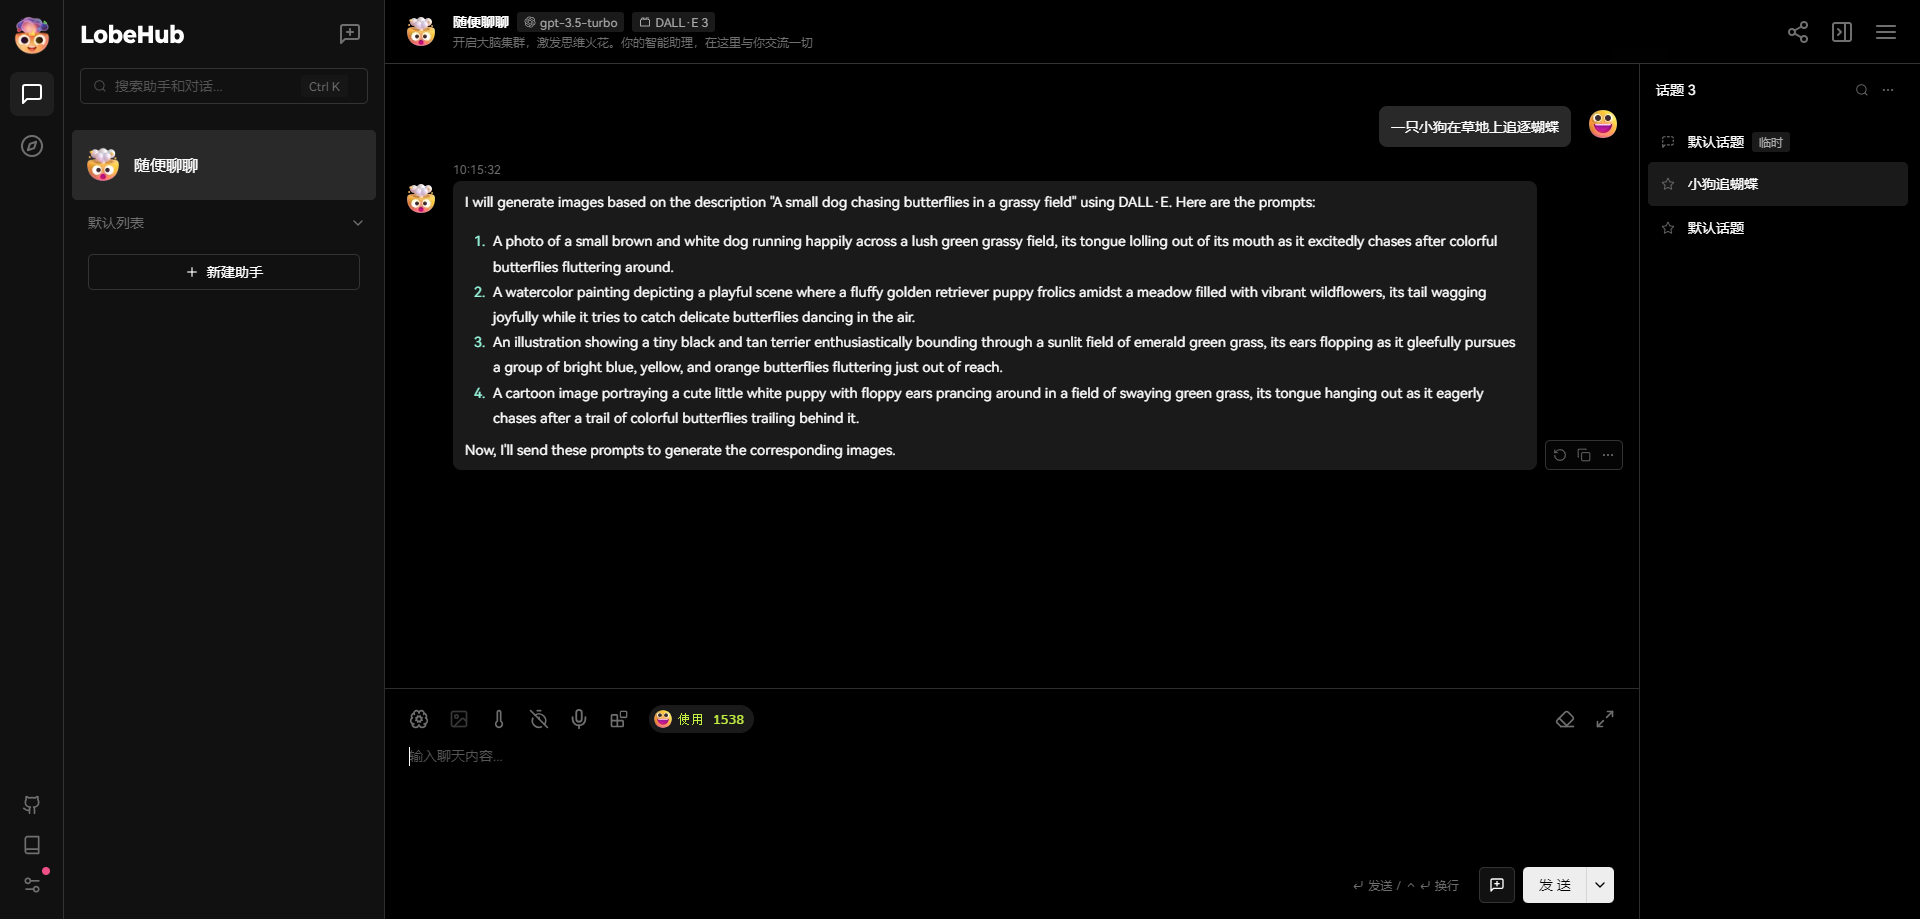 LobeHub
搜索助手和对话... Ctrl K
随便聊聊
默认列表
新建助手
随便聊聊 gpt-3.5-turbo DALL·E 3
开启大脑集群，激发思维火花。你的智能助理，在这里与你交流一切
一只小狗在草地上追逐蝴蝶
10:15:32
I will generate images based on the description "A small dog chasing butterflies in a grassy field" using DALL·E. Here are the prompts:
1. A photo of a small brown and white dog running happily across a lush green grassy field, its tongue lolling out of its mouth as it excitedly chases after colorful
butterflies fluttering around.
2. A watercolor painting depicting a playful scene where a fluffy golden retriever puppy frolics amidst a meadow filled with vibrant wildflowers, its tail wagging
joyfully while it tries to catch delicate butterflies dancing in the air.
3. An illustration showing a tiny black and tan terrier enthusiastically bounding through a sunlit field of emerald green grass, its ears flopping as it gleefully pursues
a group of bright blue, yellow, and orange butterflies fluttering just out of reach.
4. A cartoon image portraying a cute little white puppy with floppy ears prancing around in a field of swaying green grass, its tongue hanging out as it eagerly
chases after a trail of colorful butterflies trailing behind it.
Now, I'll send these prompts to generate the corresponding images.
使用 1538
输入聊天内容...
↵ 发送 / ^ ↵ 换行
发 送
话题 3
默认话题 临时
小狗追蝴蝶
默认话题